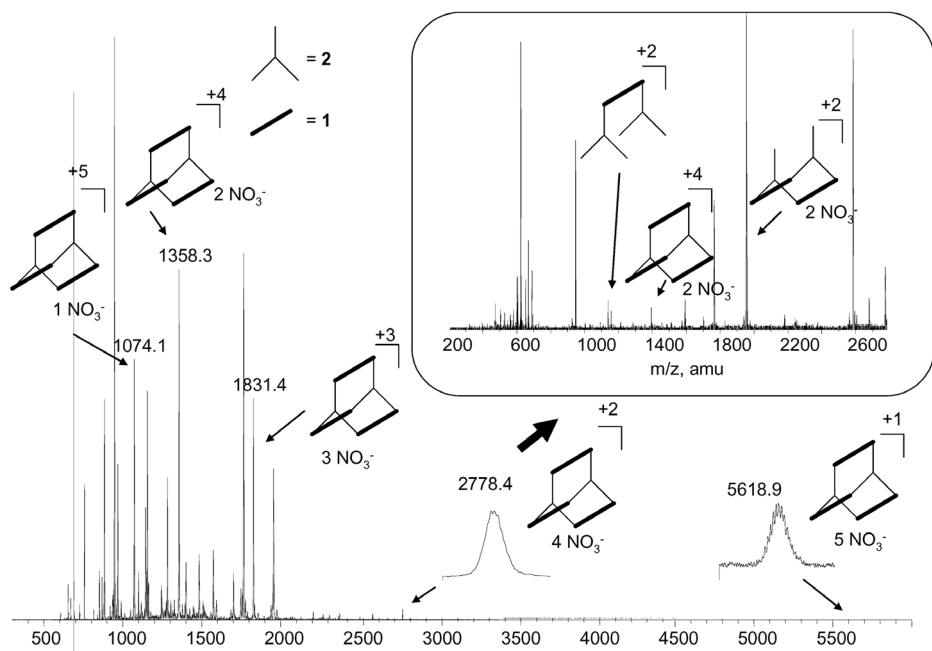 = 2
= 1
+4
2 NO3-
1358.3
+5
1 NO3-
1074.1
+3
1831.4
3 NO3-
+2
2778.4
4 NO3-
+1
5618.9
5 NO3-
500 1000 1500 2000 2500 3000 3500 4000 4500 5000 5500
+2
+4
2 NO3-
+2
2 NO3-
200 600 1000 1400 1800 2200 2600
m/z, amu